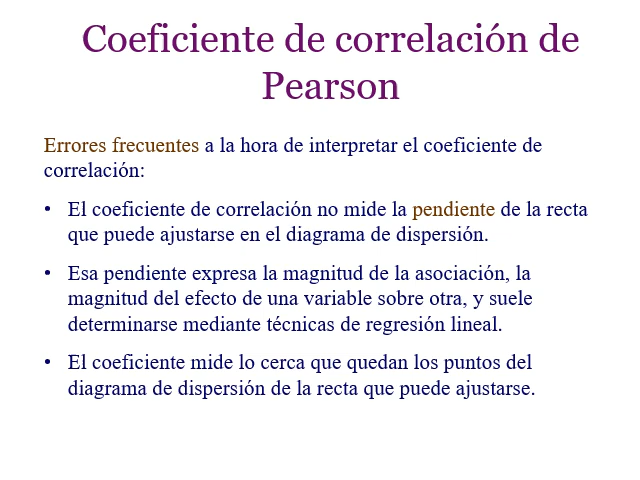 Coeficiente de correlación de
Pearson
Errores frecuentes a la hora de interpretar el coeficiente de
correlación:
• El coeficiente de correlación no mide la pendiente de la recta
que puede ajustarse en el diagrama de dispersión.
• Esa pendiente expresa la magnitud de la asociación, la
magnitud del efecto de una variable sobre otra, y suele
determinarse mediante técnicas de regresión lineal.
• El coeficiente mide lo cerca que quedan los puntos del
diagrama de dispersión de la recta que puede ajustarse.